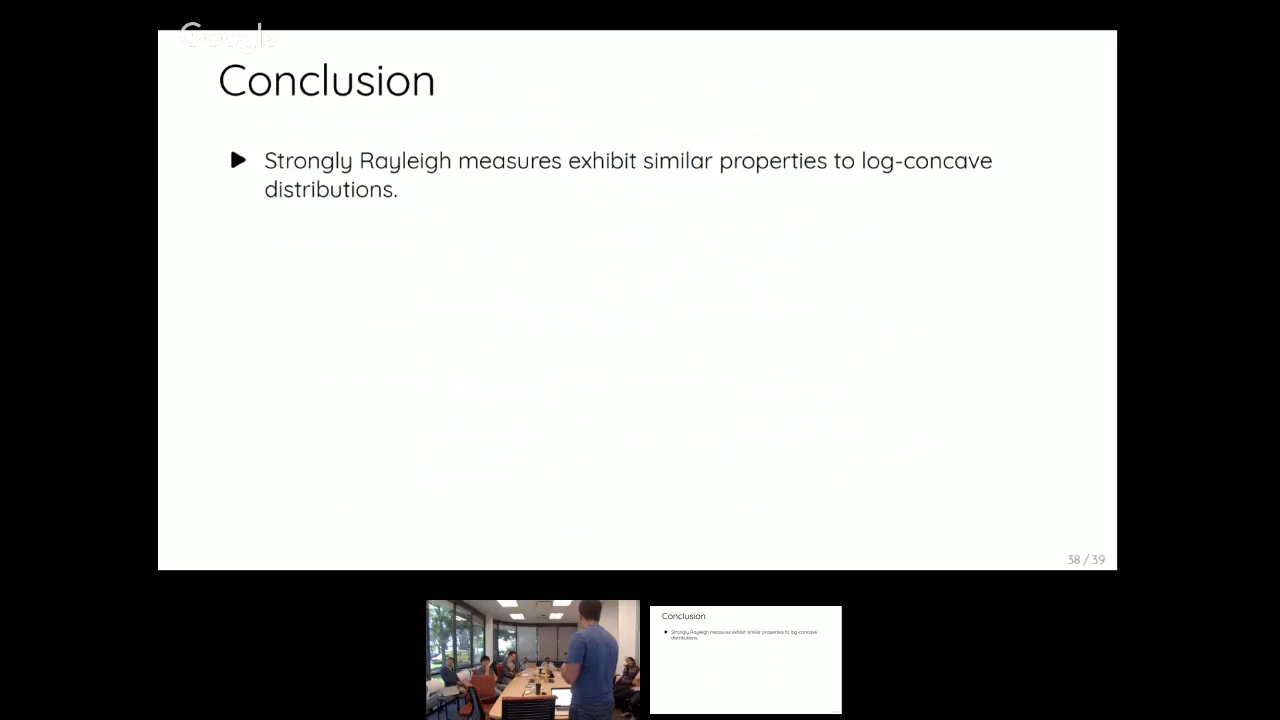 Google
Conclusion
Strongly Rayleigh measures exhibit similar properties to log-concave
distributions.
38 / 39
Conclusion
Strongly Rayleigh measures exhibit similar properties to log-concave
distributions.